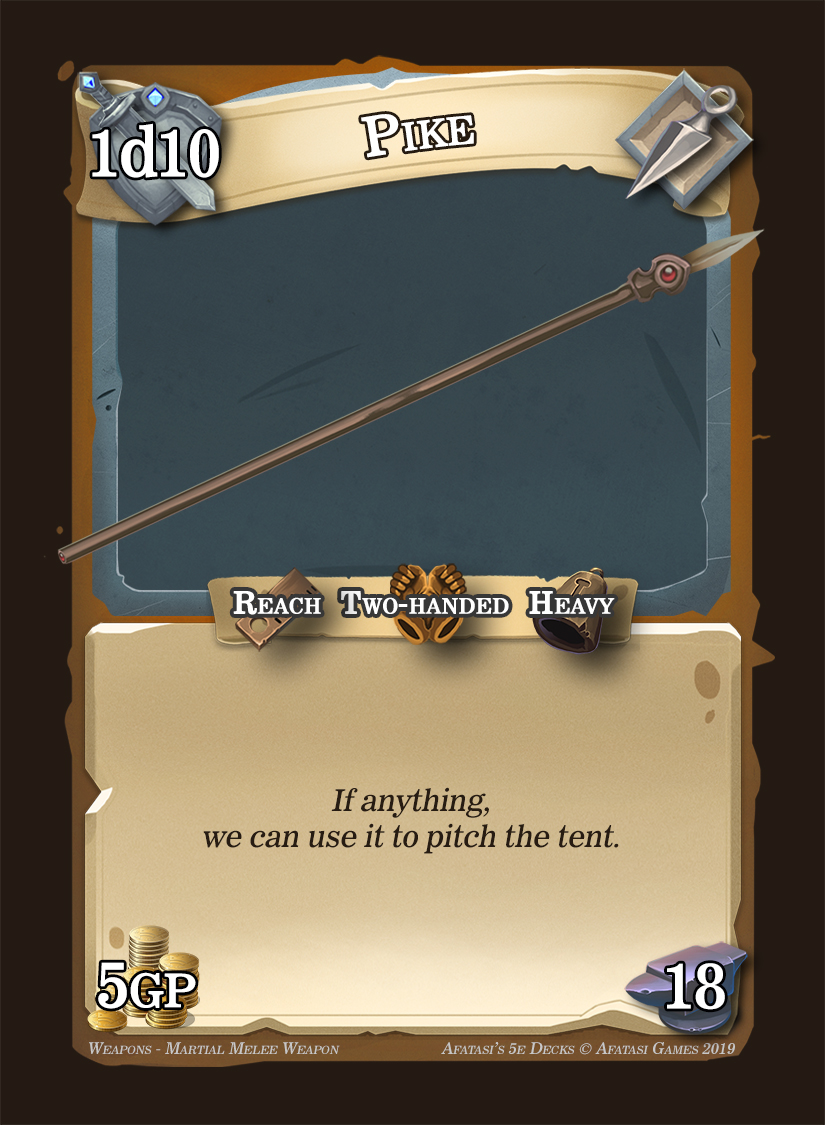 1d10
Pike
Reach Two-handed Heavy
If anything,
we can use it to pitch the tent.
5GP
18
Weapons - Martial Melee Weapon
Afatasi's 5e Decks © Afatasi Games 2019